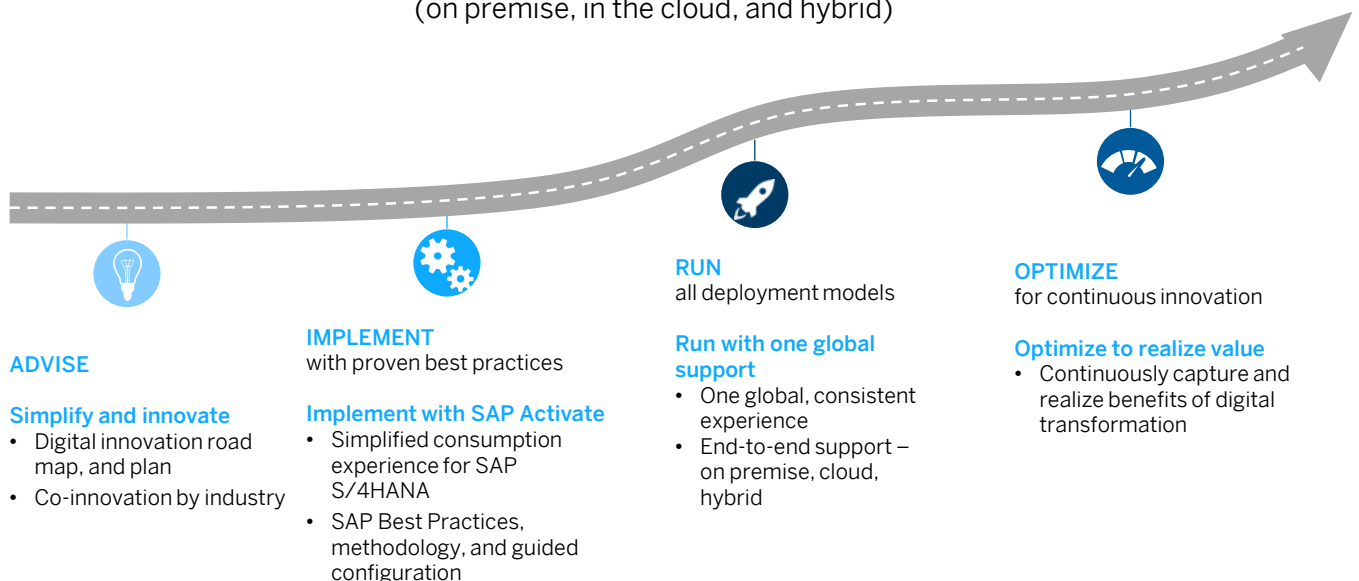 (on premise, in the cloud, and hybrid)
ADVISE
Simplify and innovate
• Digital innovation road
map, and plan
• Co-innovation by industry
IMPLEMENT
with proven best practices
Implement with SAP Activate
• Simplified consumption
experience for SAP
S/4HANA
• SAP Best Practices,
methodology, and guided
configuration
RUN
all deployment models
Run with one global
support
• One global, consistent
experience
• End-to-end support –
on premise, cloud,
hybrid
OPTIMIZE
for continuous innovation
Optimize to realize value
• Continuously capture and
realize benefits of digital
transformation